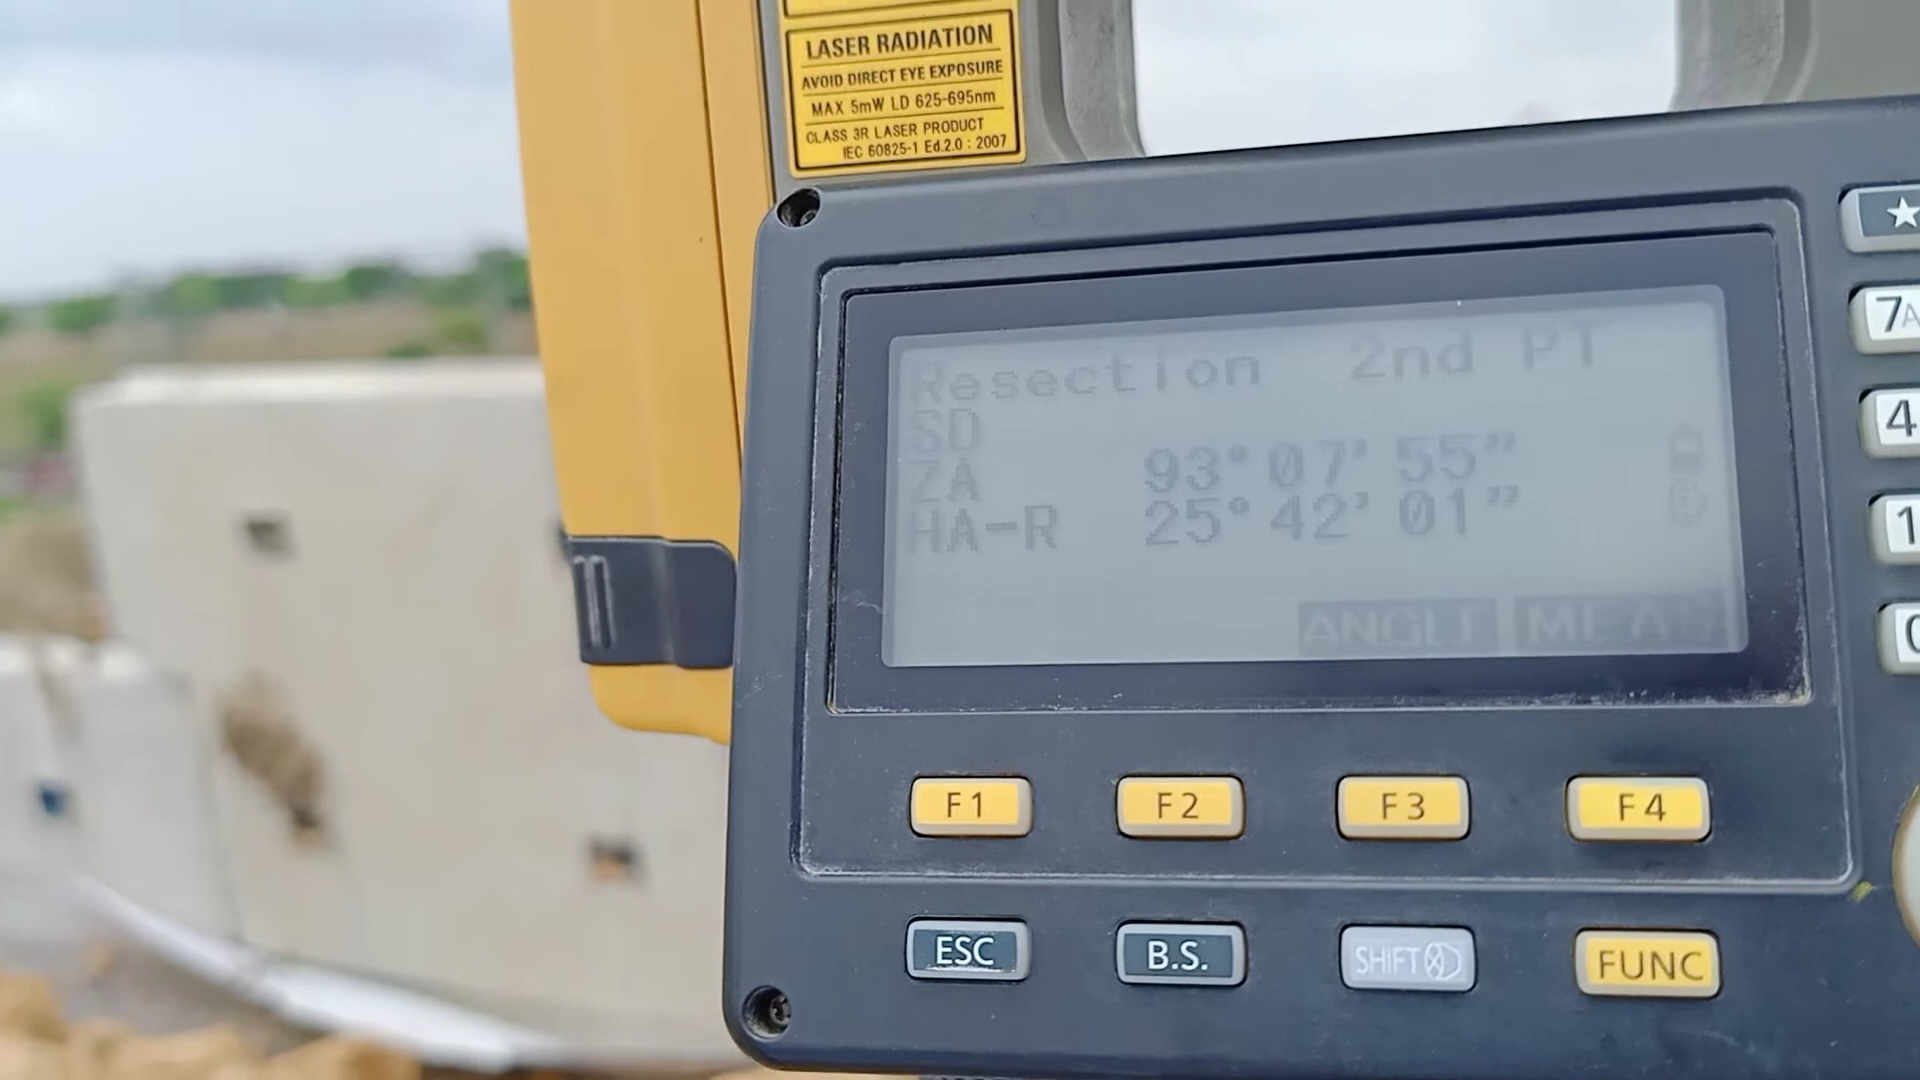 LASER RADIATION
AVOID DIRECT EYE EXPOSURE
MAX 5mW LD 625-695nm
CLASS 3R LASER PRODUCT
IEC 60825-1 Ed.2.0 : 2007
Resection 2nd PT
SD
ZA 93° 07' 55"
HA-R 25° 42' 01"
ANGLE MEAS
F1 F2 F3 F4
ESC B.S. SHIFT FUNC
★
7A
4
1
0